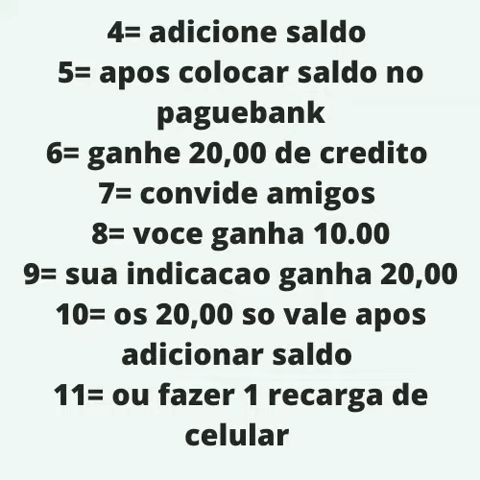 4= adicione saldo
5= apos colocar saldo no
paguebank
6= ganhe 20,00 de credito
7= convide amigos
8= voce ganha 10.00
9= sua indicacao ganha 20,00
10= os 20,00 so vale apos
adicionar saldo
11= ou fazer 1 recarga de
celular